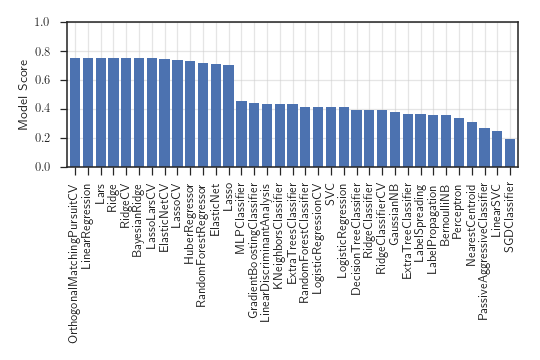 Model Score
1.0
0.8
0.6
0.4
0.2
0.0
OrthogonalMatchingPursuitCV
LinearRegression
Lars
Ridge
RidgeCV
BayesianRidge
LassoLarsCV
ElasticNetCV
LassoCV
HuberRegressor
RandomForestRegressor
ElasticNet
Lasso
MLPClassifier
GradientBoostingClassifier
LinearDiscriminantAnalysis
KNeighborsClassifier
ExtraTreesClassifier
RandomForestClassifier
LogisticRegressionCV
SVC
LogisticRegression
DecisionTreeClassifier
RidgeClassifier
RidgeClassifierCV
GaussianNB
ExtraTreeClassifier
LabelSpreading
LabelPropagation
BernoulliNB
Perceptron
NearestCentroid
PassiveAggressiveClassifier
LinearSVC
SGDClassifier